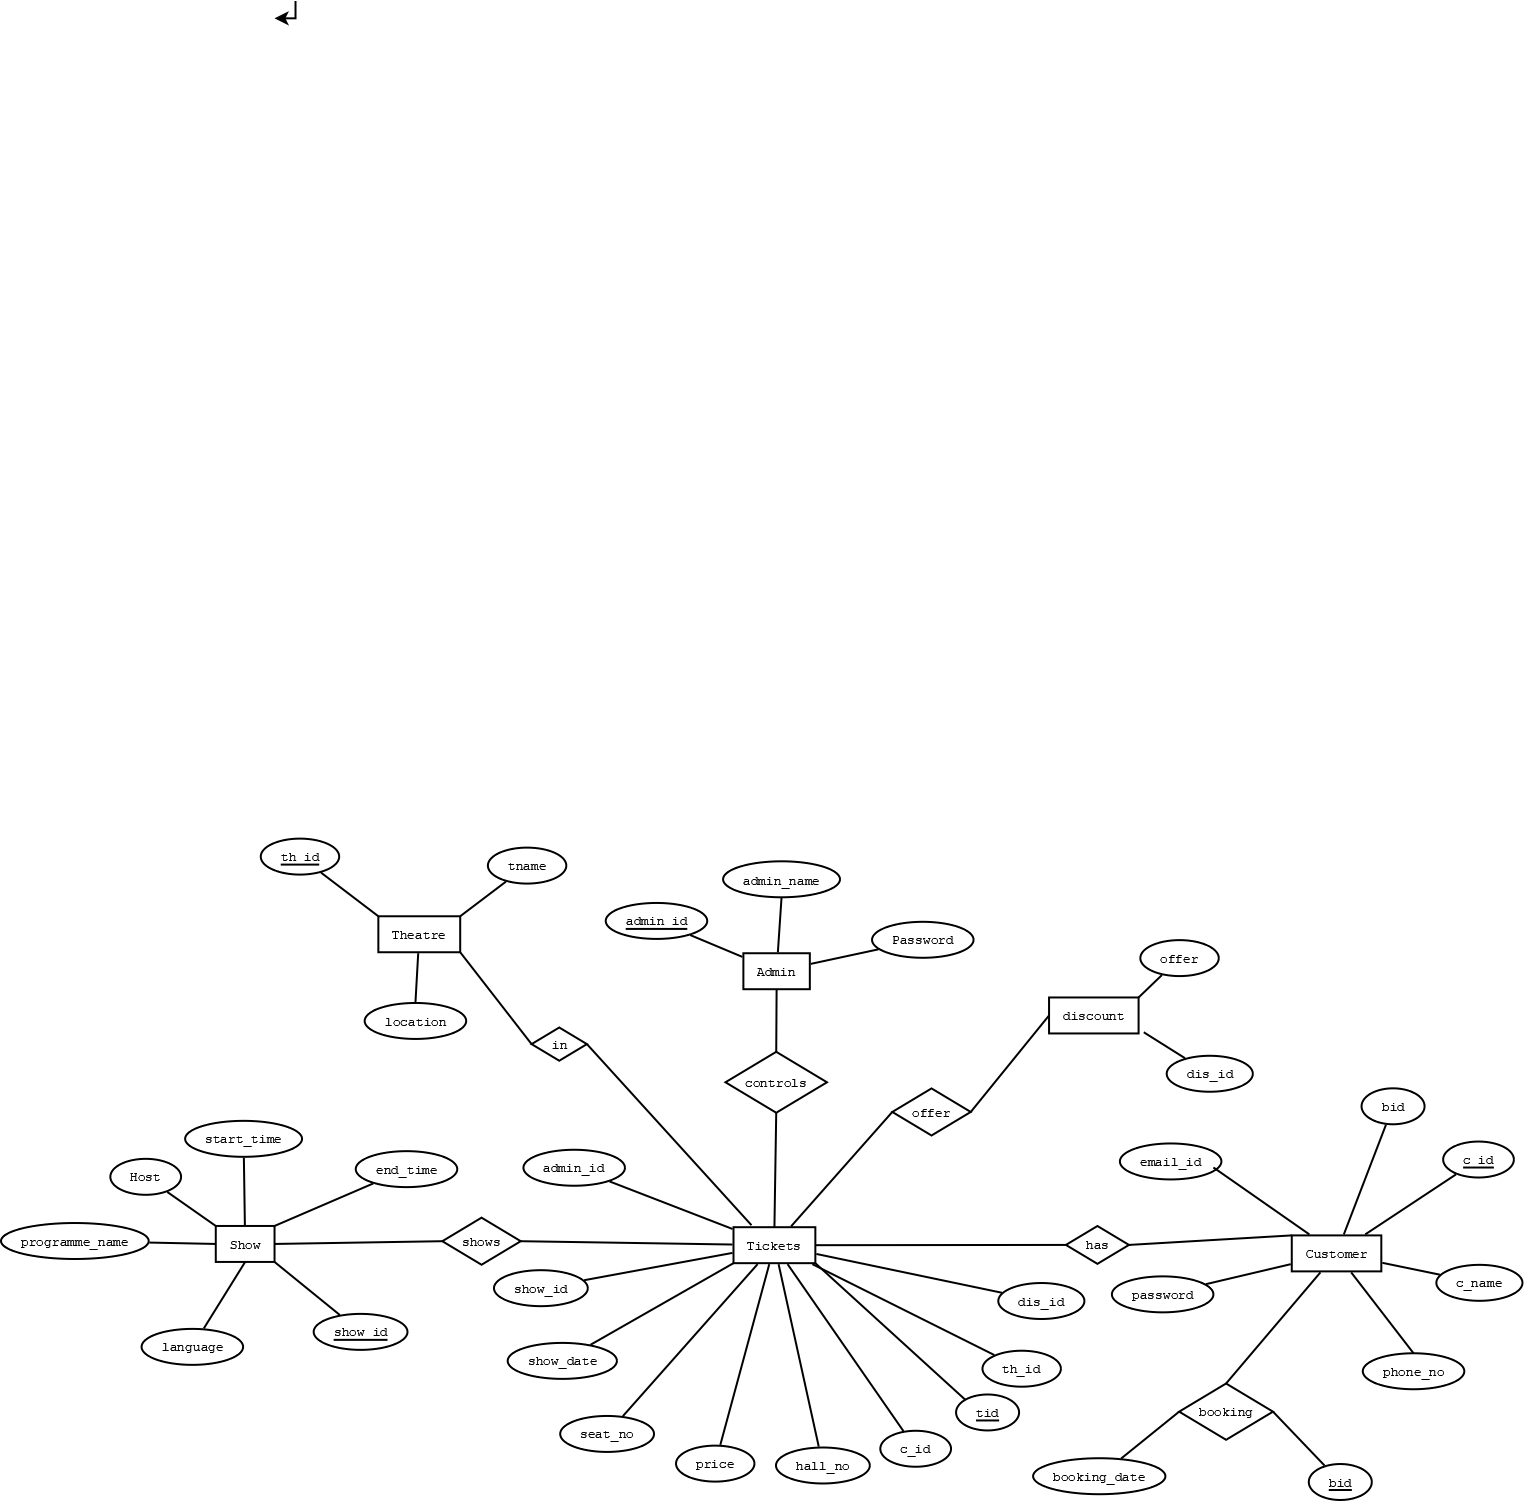 th_id
tname
Theatre
location
in
admin_name
admin_id
Password
Admin
controls
offer
discount
dis_id
offer
start_time
Host
end_time
programme_name
Show
language
show_id
shows
admin_id
Tickets
show_id
show_date
seat_no
price
hall_no
c_id
tid
th_id
dis_id
has
bid
email_id
c_id
Customer
password
c_name
phone_no
booking
booking_date
bid